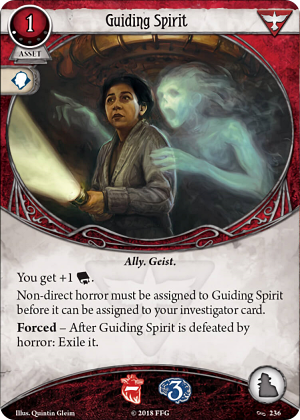 1
Guiding Spirit
ASSET
Ally. Geist.
You get +1 .
Non-direct horror must be assigned to Guiding Spirit
before it can be assigned to your investigator card.
Forced – After Guiding Spirit is defeated by
horror: Exile it.
3
Illus. Quintin Gleim
© 2018 FFG
236